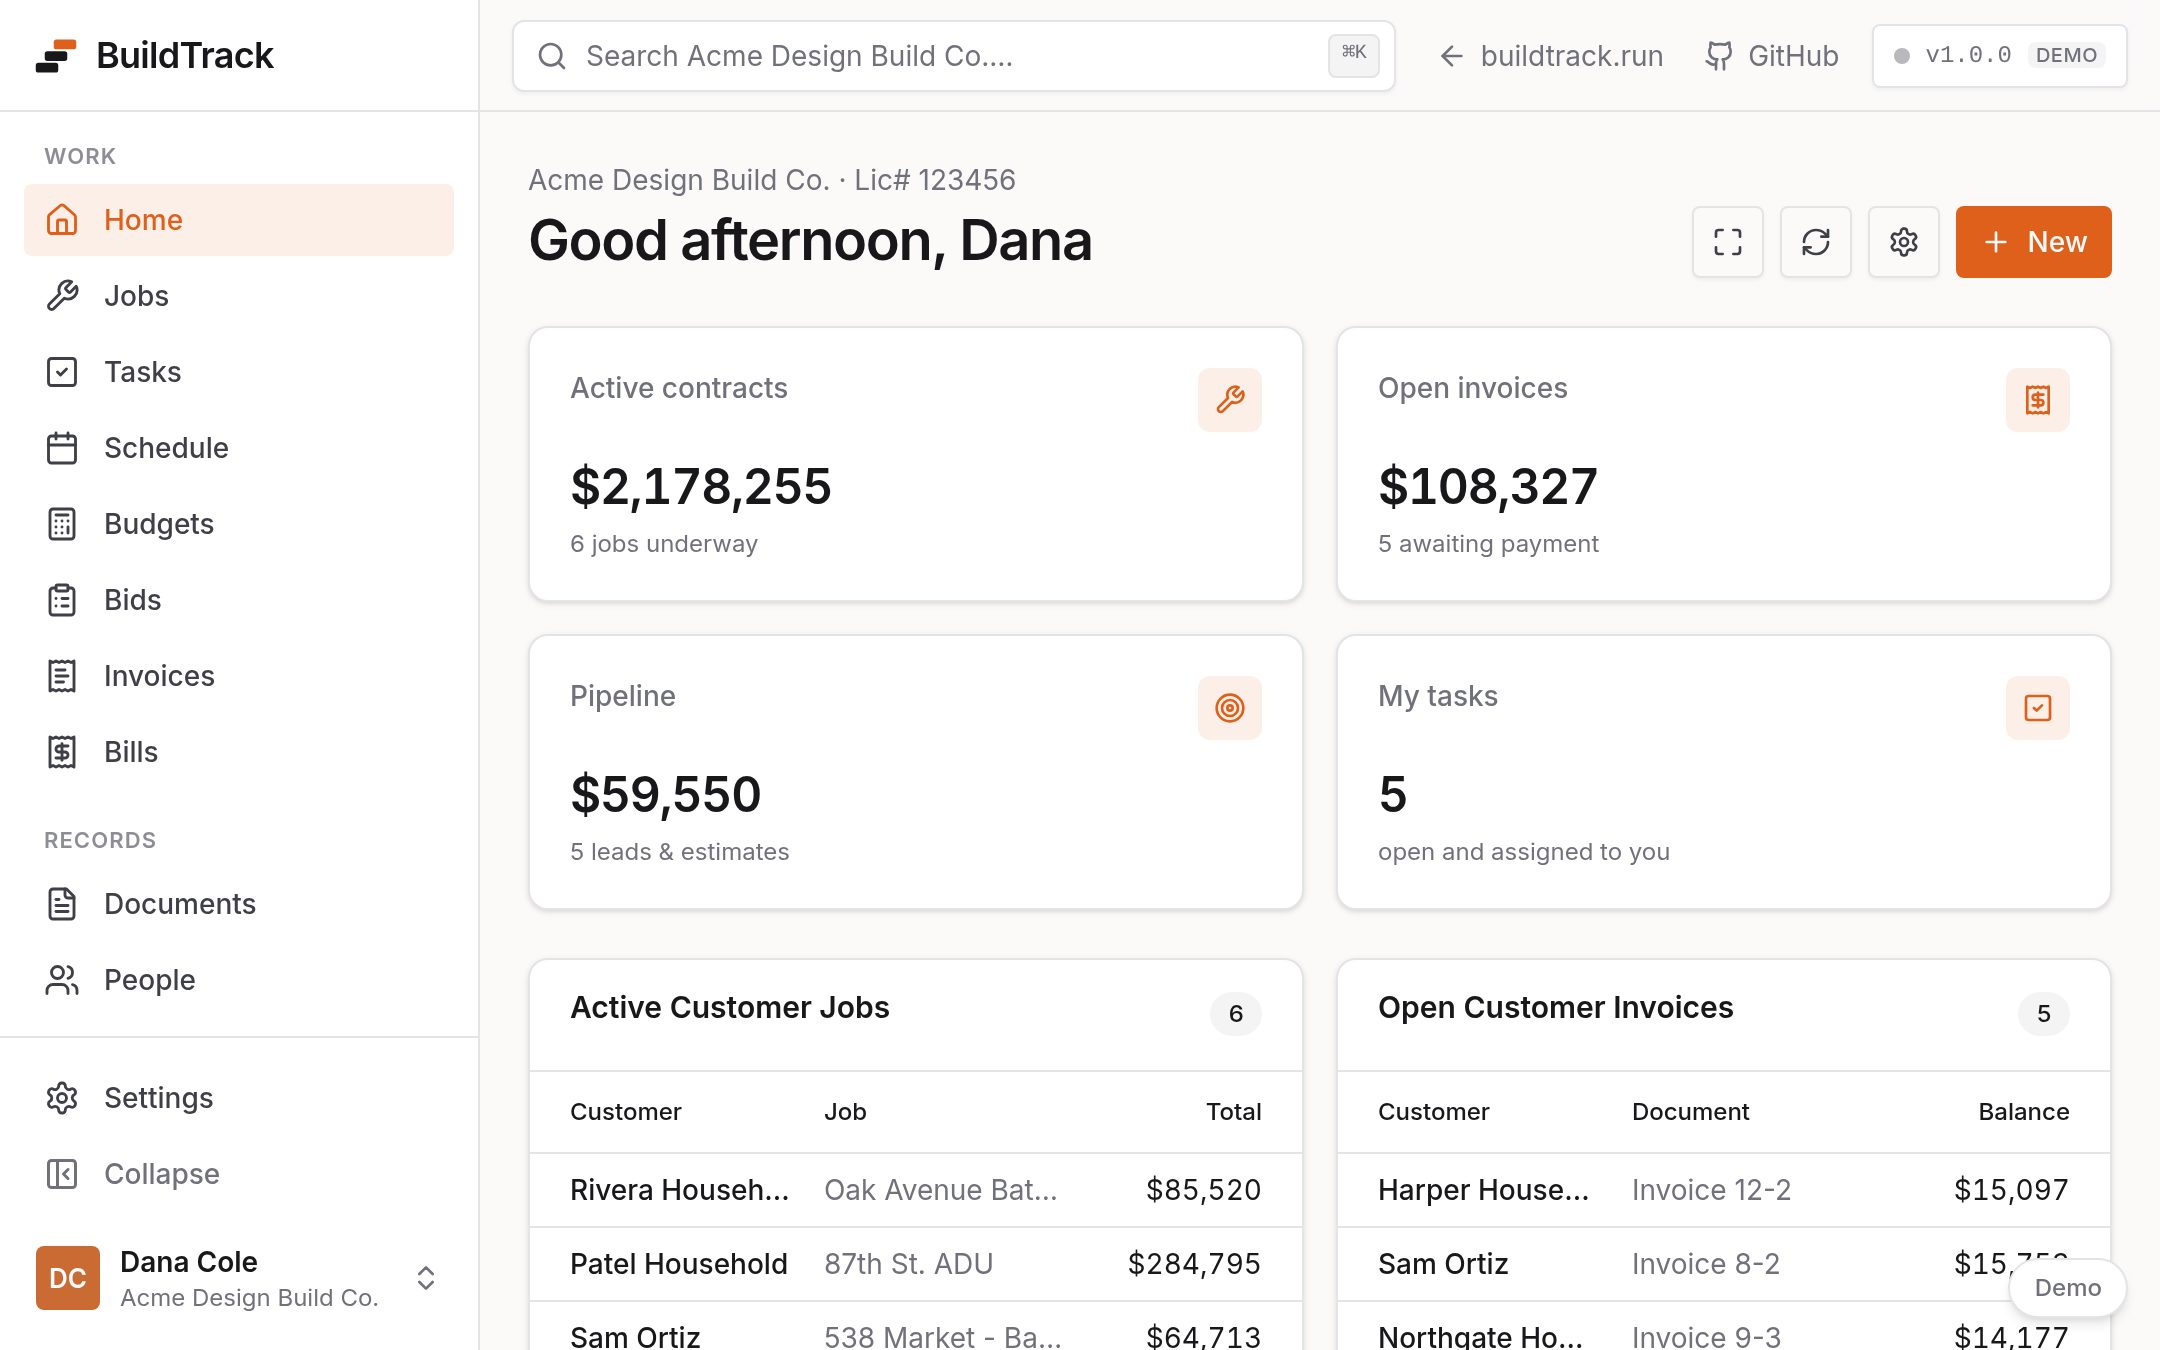 BuildTrack
Search Acme Design Build Co....
⌘K
buildtrack.run
GitHub
v1.0.0 DEMO
WORK
Home
Jobs
Tasks
Schedule
Budgets
Bids
Invoices
Bills
RECORDS
Documents
People
Settings
Collapse
DC
Dana Cole
Acme Design Build Co.
Acme Design Build Co. · Lic# 123456
Good afternoon, Dana
New
Active contracts
$2,178,255
6 jobs underway
Open invoices
$108,327
5 awaiting payment
Pipeline
$59,550
5 leads & estimates
My tasks
5
open and assigned to you
Active Customer Jobs 6
Customer Job Total
Rivera Househ... Oak Avenue Bat... $85,520
Patel Household 87th St. ADU $284,795
Sam Ortiz 538 Market - Ba... $64,713
Open Customer Invoices 5
Customer Document Balance
Harper House... Invoice 12-2 $15,097
Sam Ortiz Invoice 8-2
Northgate Ho... Invoice 9-3 $14,177
Demo